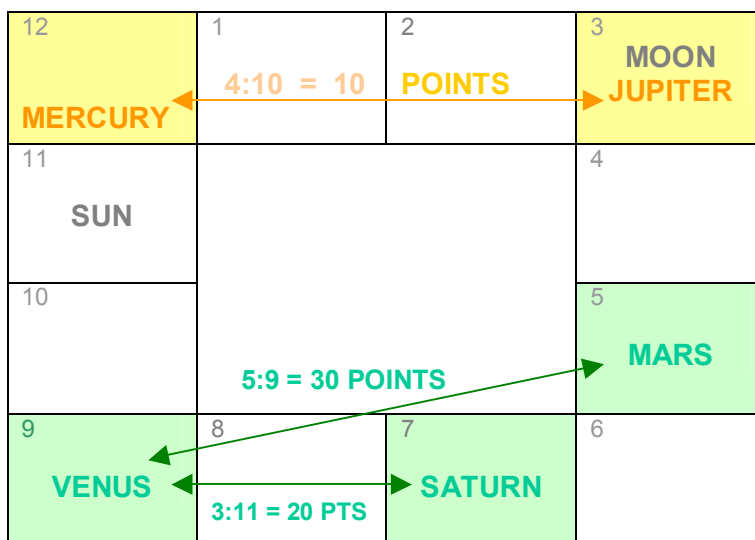 12
1
2
3
MOON
4:10 = 10 POINTS
JUPITER
MERCURY
11
4
SUN
10
5
MARS
5:9 = 30 POINTS
9
8
7
6
VENUS
SATURN
3:11 = 20 PTS